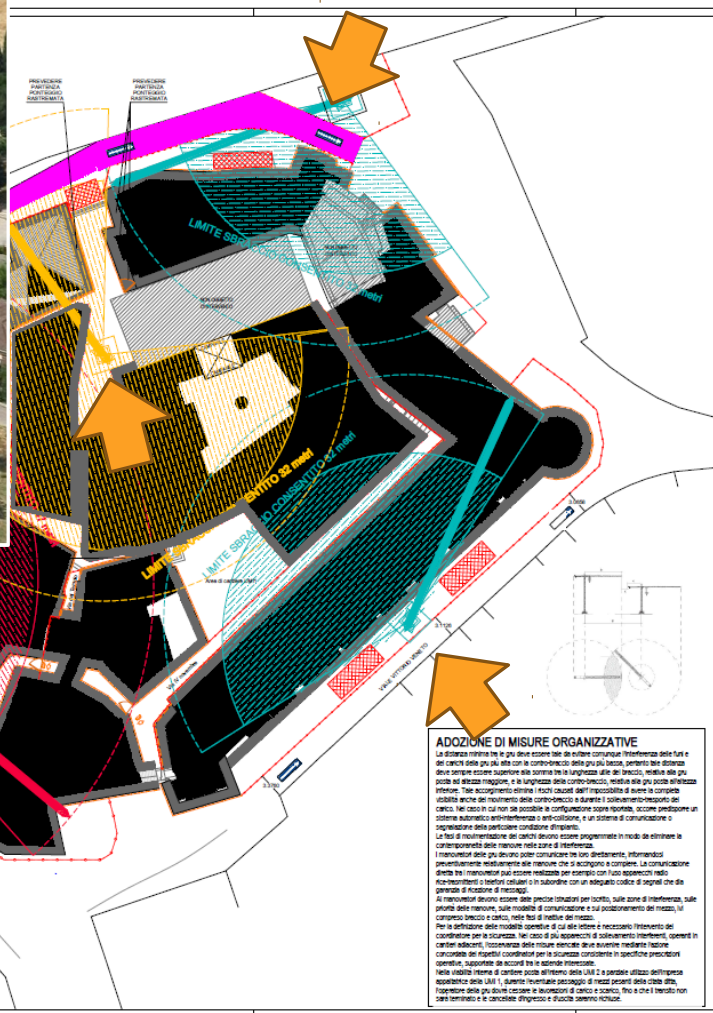 PREVEDERE
PARTENZA
PONTEGGIO
RASTREMATA
PREVEDERE
PARTENZA
PONTEGGIO
RASTREMATA
NON OGGETTO
D'INTERVENTO
NON OGGETTO
D'INTERVENTO
LIMITE SBRACCIO CONSENTITO metri
LIMITE CONSENTITO 32 metri
LIMITE SBRACCIO CONSENTITO 32 metri
Area di cantiere UMI1
Via IV novembre
VIALE VITTORIO VENETO
ADOZIONE DI MISURE ORGANIZZATIVE
La distanza minima tra le gru deve essere tale da evitare comunque l'interferenza delle funi e
dei carichi della gru più alta con la contro-braccio della gru più bassa, pertanto tale distanza
deve sempre essere superiore alla somma tra la lunghezza utile del braccio, relativa alla gru
posta ad altezza maggiore, e la lunghezza della contro-braccio, relativa alla gru posta all'altezza
inferiore. Tale accorgimento elimina i rischi causati dall'impossibilità di avere la completa
visibilità anche del movimento della contro-braccio a durante il sollevamento-trasporto del
carico. Nel caso in cui non sia possibile la configurazione sopra riportata, occorre predisporre un
sistema automatico anti-interferenza o anti-collisione, e un sistema di comunicazione o
segnalazione della particolare condizione d'impianto.
Le fasi di movimentazione dei carichi devono essere programmate in modo da eliminare la
contemporaneità delle manovre nelle zone di interferenza.
I manovratori delle gru devono poter comunicare tra loro direttamente, informandosi
preventivamente relativamente alle manovre che si accingono a compiere. La comunicazione
diretta tra i manovratori può essere realizzata per esempio con l'uso apparecchi radio
rice-trasmittenti o telefoni cellulari o in subordine con un adeguato codice di segnali che dia
garanzia di ricezione di messaggi.
Ai manovratori devono essere date precise istruzioni per iscritto, sulle zone di interferenza, sulle
priorità delle manovre, sulle modalità di comunicazione e sul posizionamento del mezzo, ivi
compreso braccio e carico, nelle fasi di inattive del mezzo.
Per la definizione delle modalità operative di cui alle lettere è necessario l'intervento del
coordinatore per la sicurezza. Nel caso di più apparecchi di sollevamento interferenti, operanti in
cantieri adiacenti, l'osservanza delle misure elencate deve avvenire mediante l'azione
concordata dei rispettivi coordinatori per la sicurezza consistente in specifiche prescrizioni
operative, supportate da accordi tra le aziende interessate.
Nella viabilità interna di cantiere posta all'interno della UMI 2 a parziale utilizzo dell'impresa
appaltatrice della UMI 1, durante l'eventuale passaggio di mezzi pesanti della citata ditta,
l'operatore della gru dovrà cessare le lavorazioni di carico e scarico, fino a che il transito non
sarà terminato e le cancellate d'ingresso e d'uscita saranno richiuse.